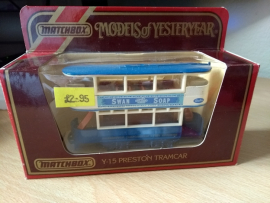 MATCHBOX
MODELS of YESTERYEAR
£2-95
SWAN SOAP
MATCHBOX
Y-15 PRESTON TRAMCAR